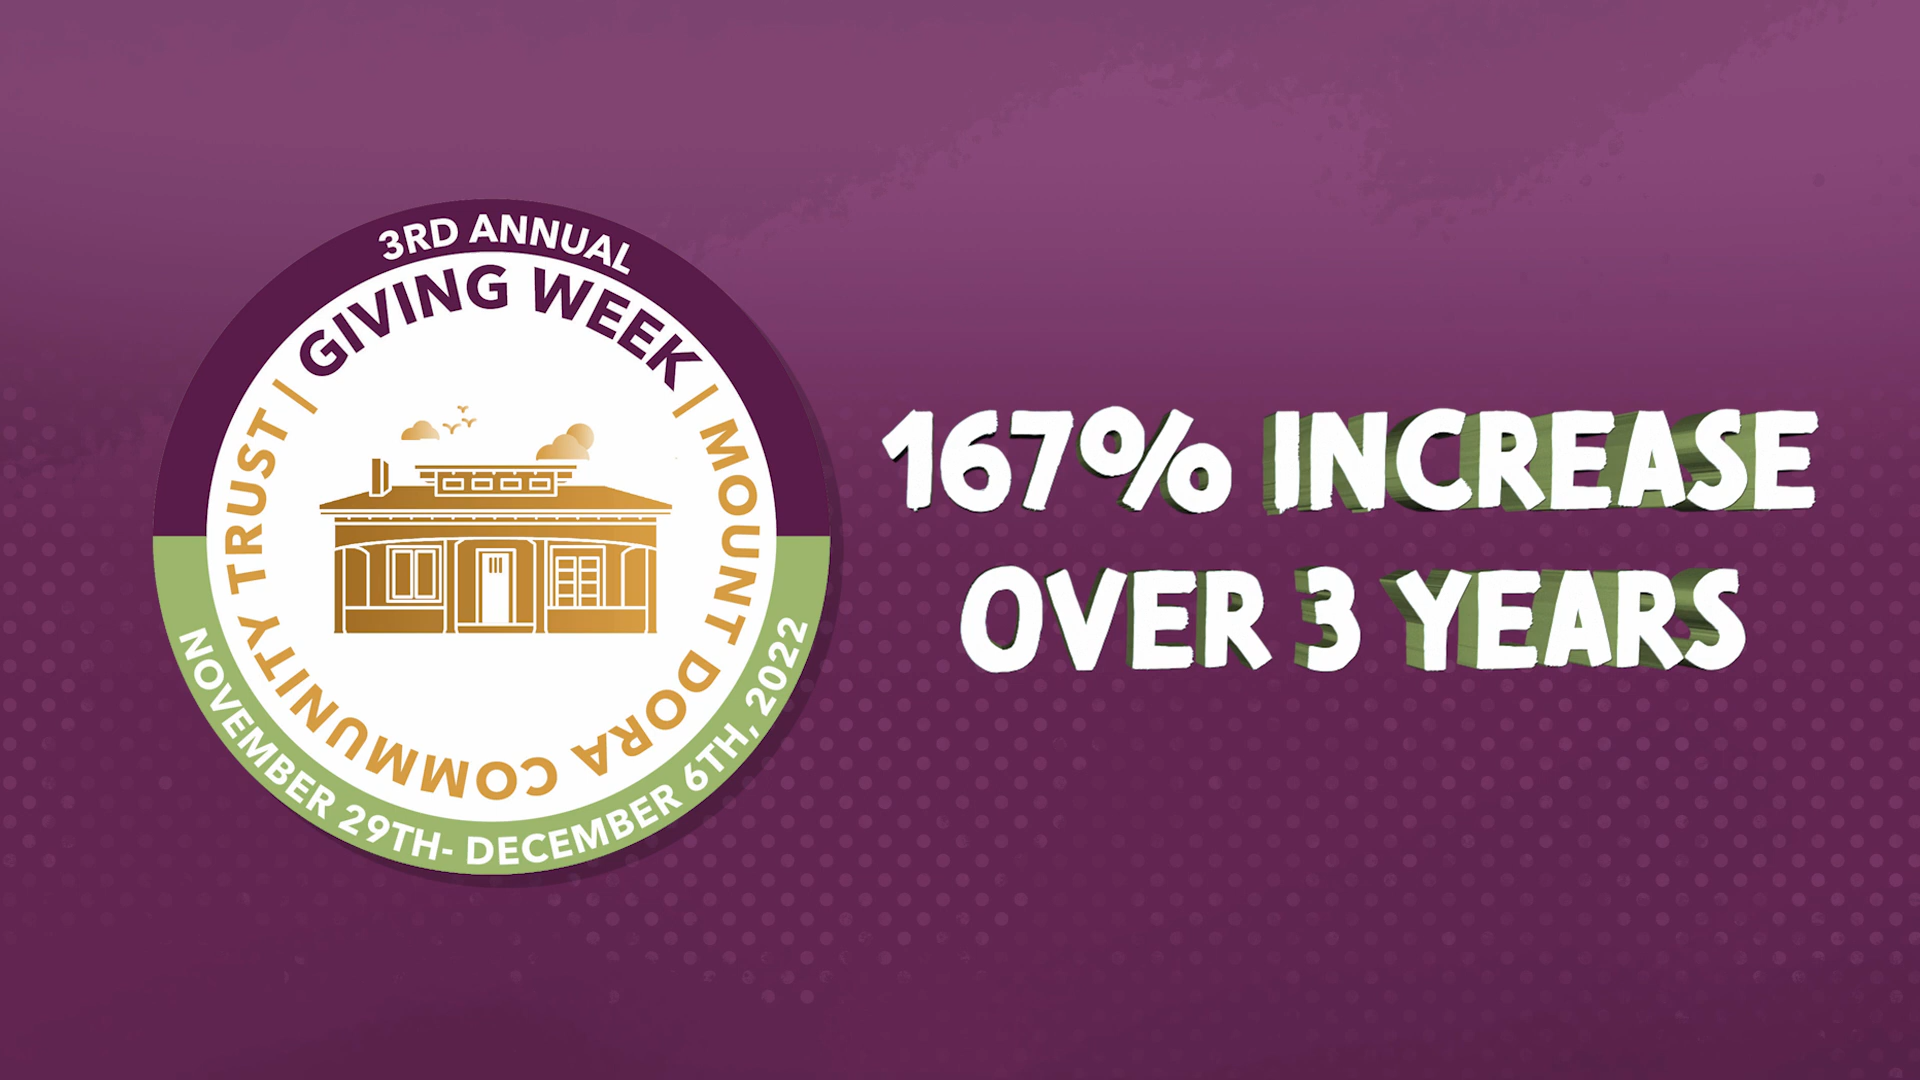 3RD ANNUAL
GIVING WEEK
| MOUNT DORA COMMUNITY TRUST |
NOVEMBER 29TH- DECEMBER 6TH, 2022
167% INCREASE
OVER 3 YEARS